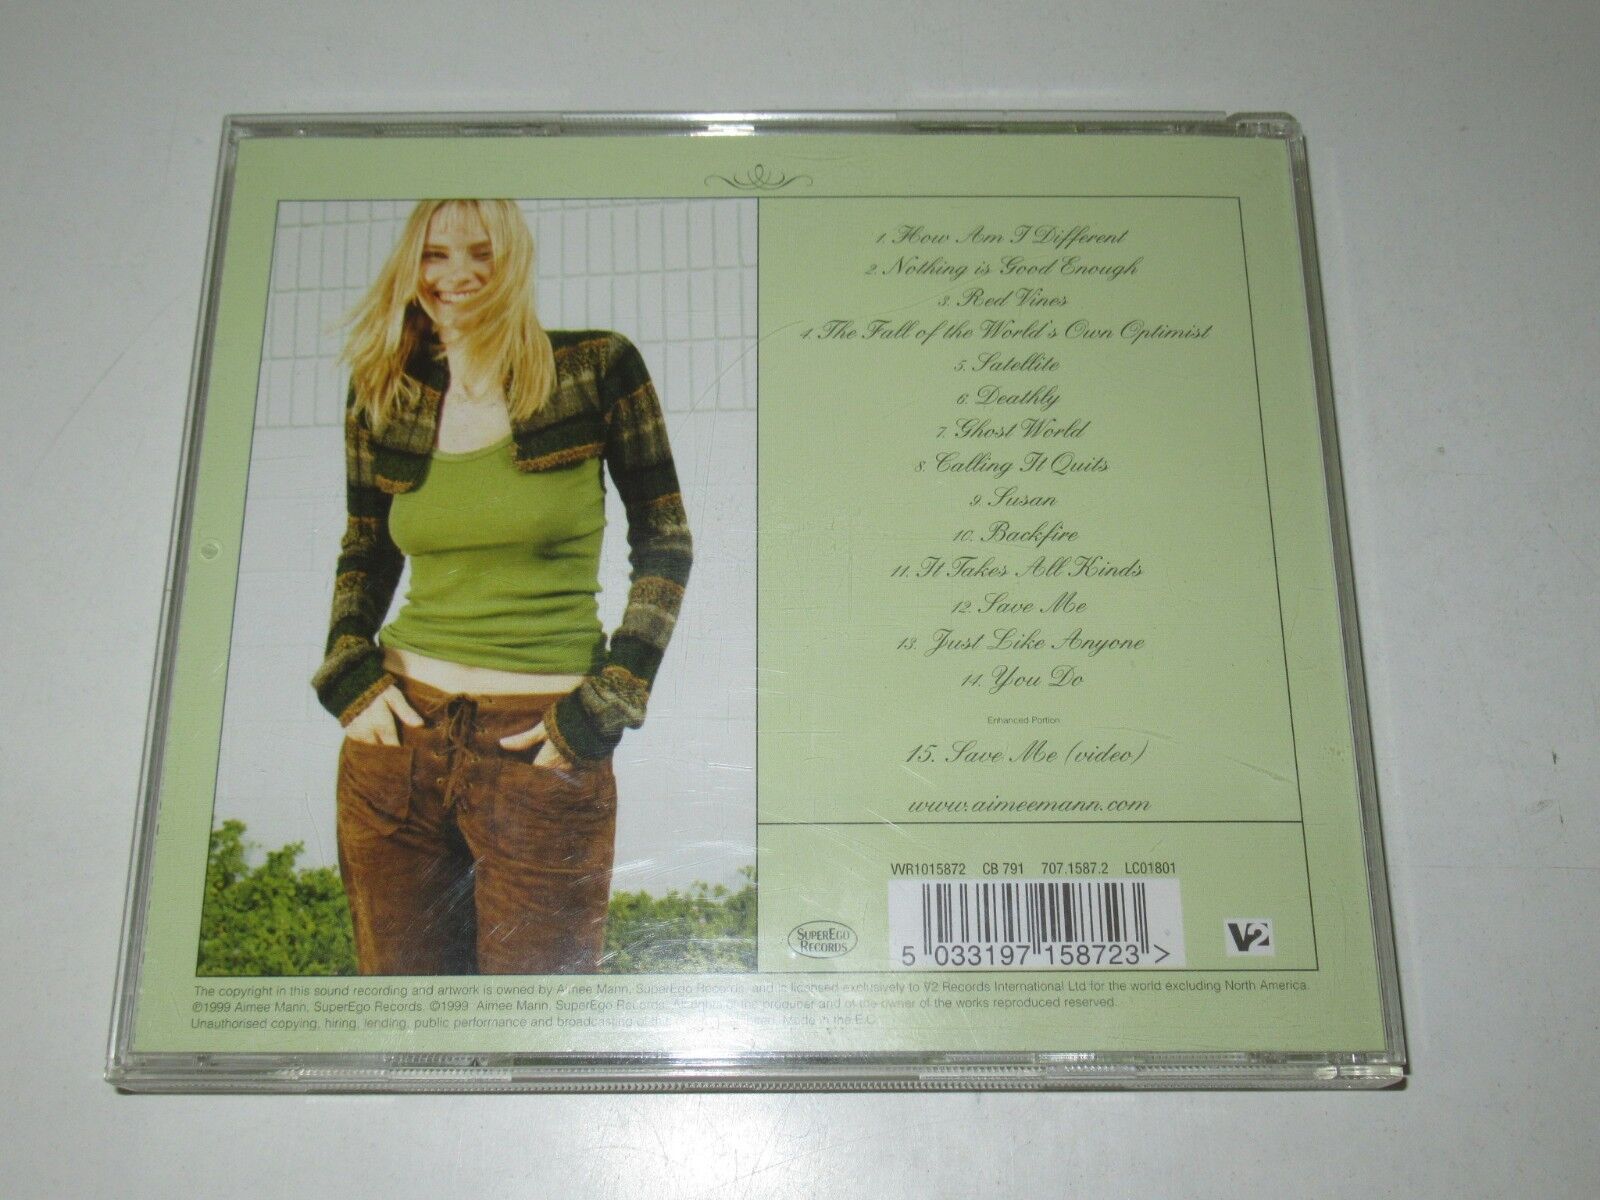 1. How Am I Different
2. Nothing is Good Enough
3. Red Vines
4. The Fall of the World's Own Optimist
5. Satellite
6. Deathly
7. Ghost World
8. Calling It Quits
9. Susan
10. Backfire
11. It Takes All Kinds
12. Save Me
13. Just Like Anyone
14. You Do
Enhanced Portion
15. Save Me (video)
www.aimeemann.com
VVR1015872 CB 791 707.1587.2 LC01801
SUPEREGO
RECORDS
5 033197 158723 >
V2
The copyright in this sound recording and artwork is owned by Aimee Mann, SuperEgo Records, and is licensed exclusively to V2 Records International Ltd for the world excluding North America.
℗1999 Aimee Mann, SuperEgo Records. ©1999 Aimee Mann, SuperEgo Records. All rights of the producer and of the owner of the works reproduced reserved.
Unauthorised copying, hiring, lending, public performance and broadcasting of Made in the E.C.